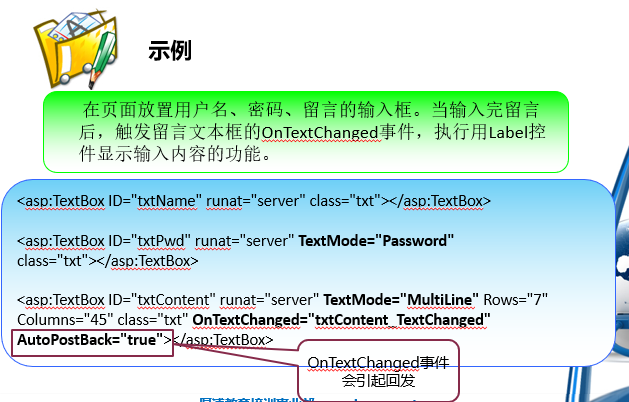 示例
在页面放置用户名、密码、留言的输入框。当输入完留言
后，触发留言文本框的OnTextChanged事件，执行用Label控
件显示输入内容的功能。
<asp:TextBox ID="txtName" runat="server" class="txt"></asp:TextBox>
<asp:TextBox ID="txtPwd" runat="server" TextMode="Password"
class="txt"></asp:TextBox>
<asp:TextBox ID="txtContent" runat="server" TextMode="MultiLine" Rows="7"
Columns="45" class="txt" OnTextChanged="txtContent_TextChanged"
AutoPostBack="true"></asp:TextBox>
OnTextChanged事件
会引起回发